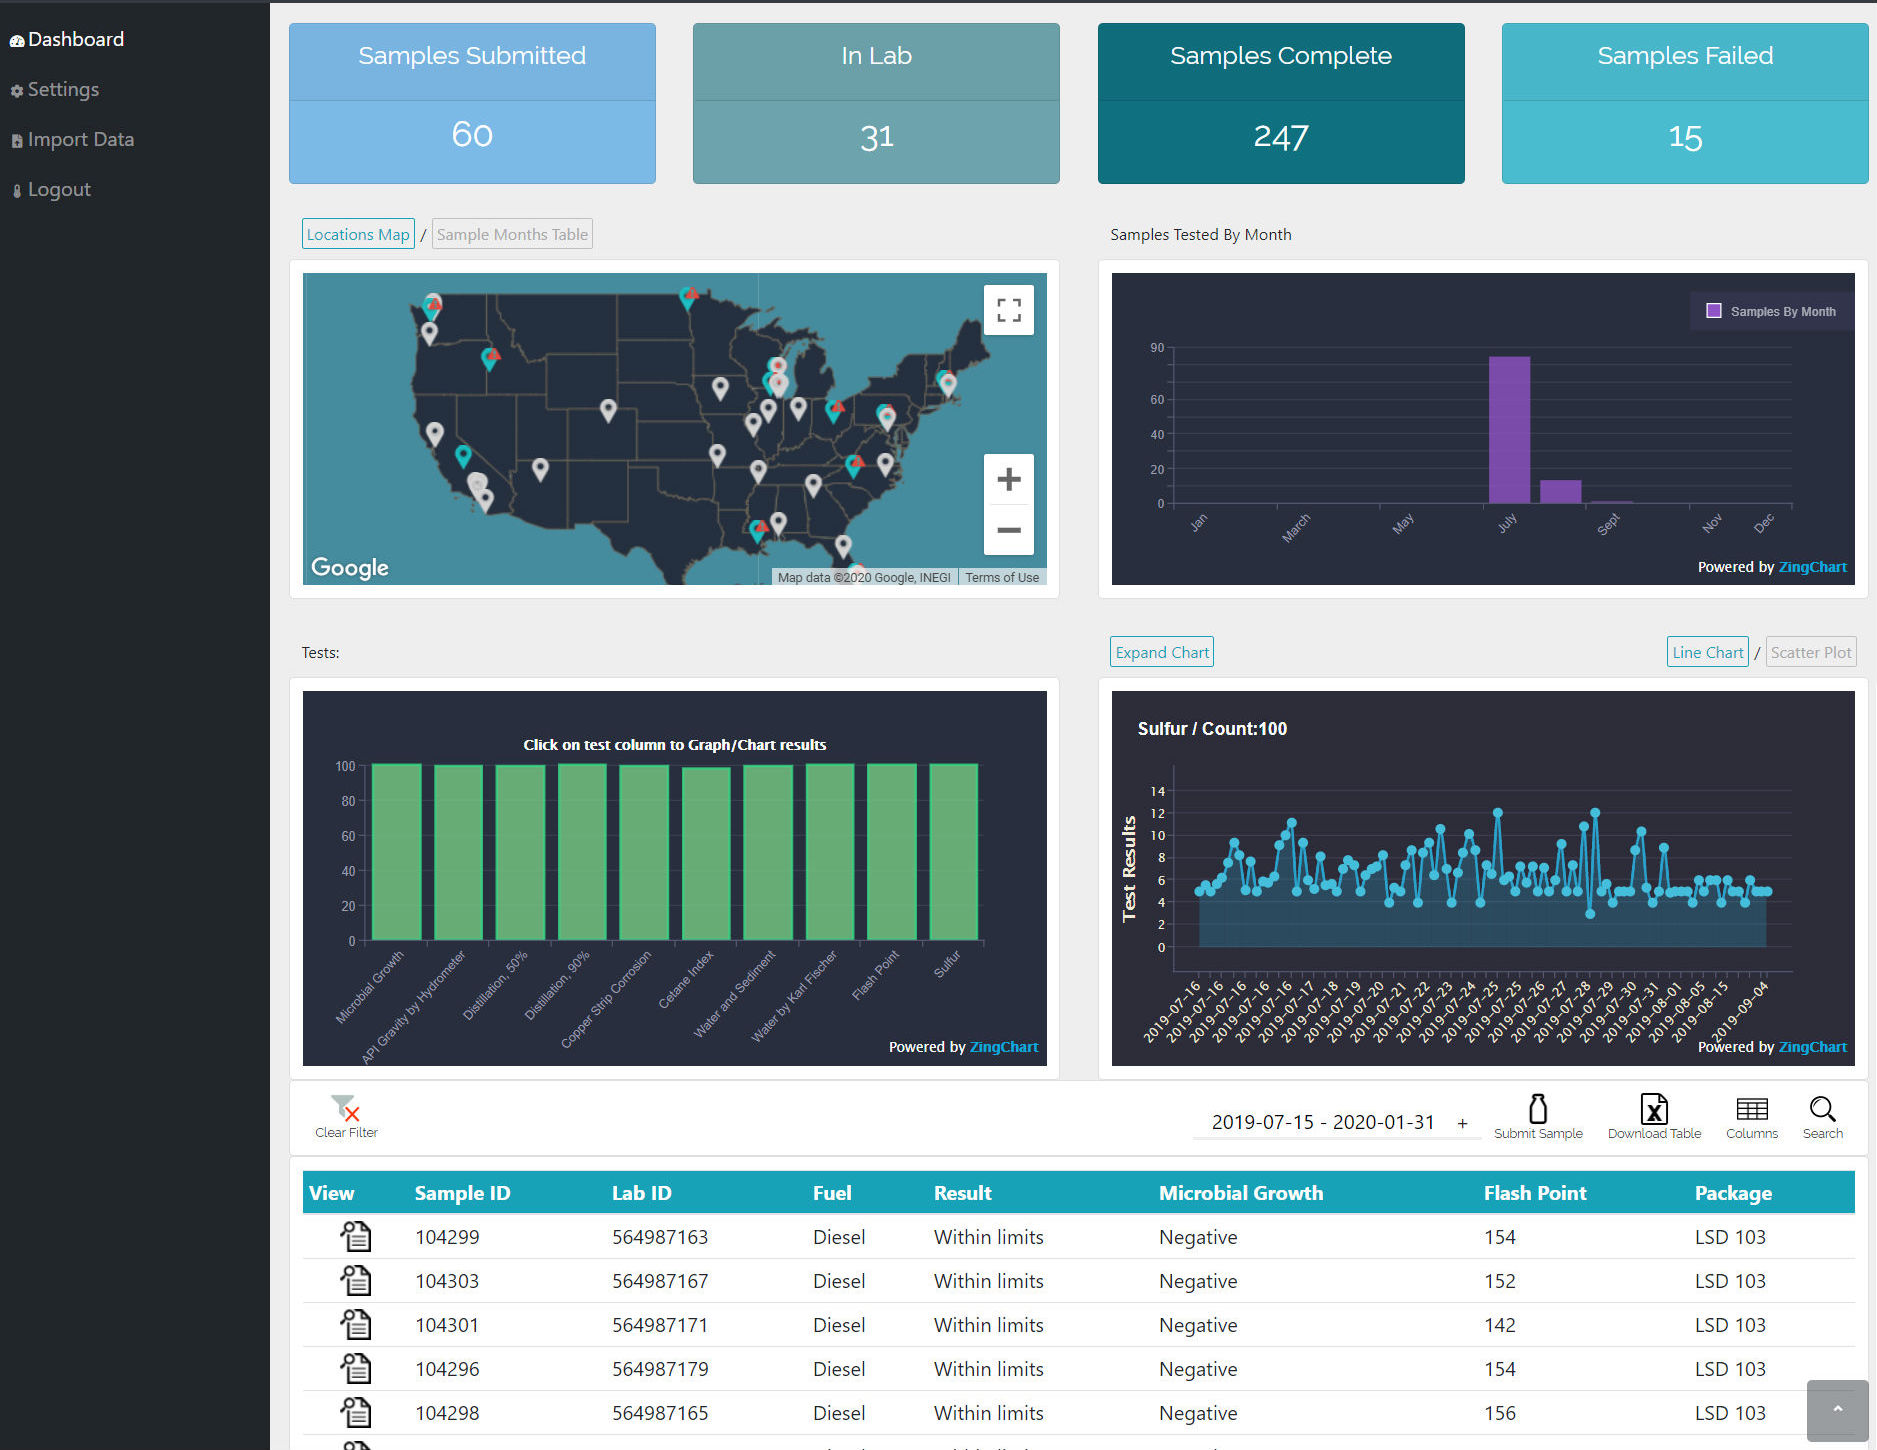 Dashboard
Settings
Import Data
Logout
Samples Submitted
60
In Lab
31
Samples Complete
247
Samples Failed
15
Locations Map / Sample Months Table
Google
Map data ©2020 Google, INEGI
Terms of Use
Samples Tested By Month
Samples By Month
90
60
40
20
0
Jan
March
May
July
Sept
Nov
Dec
Powered by ZingChart
Tests:
Click on test column to Graph/Chart results
100
80
60
40
20
0
Microbial Growth
API Gravity by Hydrometer
Distillation, 50%
Distillation, 90%
Copper Strip Corrosion
Cetane Index
Water and Sediment
Water by Karl Fischer
Flash Point
Sulfur
Powered by ZingChart
Expand Chart
Line Chart / Scatter Plot
Sulfur / Count:100
Test Results
14
12
10
8
6
4
2
0
2019-07-16
2019-07-16
2019-07-16
2019-07-16
2019-07-16
2019-07-17
2019-07-18
2019-07-19
2019-07-20
2019-07-21
2019-07-22
2019-07-23
2019-07-24
2019-07-25
2019-07-25
2019-07-26
2019-07-27
2019-07-28
2019-07-29
2019-07-30
2019-07-31
2019-08-01
2019-08-05
2019-08-15
2019-09-04
Powered by ZingChart
Clear Filter
2019-07-15 - 2020-01-31 +
Submit Sample
Download Table
Columns
Search
View Sample ID Lab ID Fuel Result Microbial Growth Flash Point Package
104299 564987163 Diesel Within limits Negative 154 LSD 103
104303 564987167 Diesel Within limits Negative 152 LSD 103
104301 564987171 Diesel Within limits Negative 142 LSD 103
104296 564987179 Diesel Within limits Negative 154 LSD 103
104298 564987165 Diesel Within limits Negative 156 LSD 103